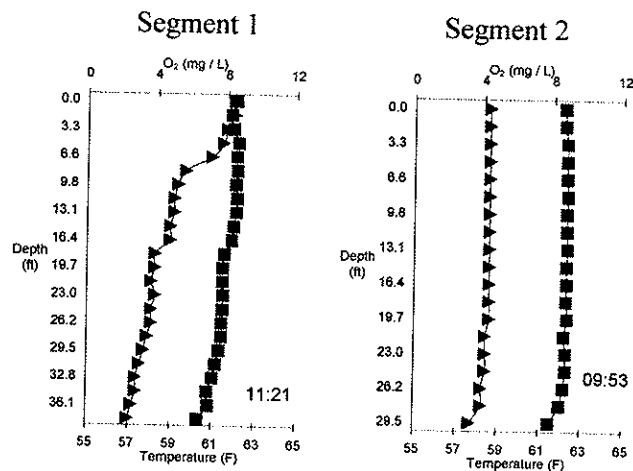 Segment 1
O₂ (mg / L)
0 4 8 12
0.0
3.3
6.6
9.8
13.1
16.4
Depth
(ft)
19.7
23.0
26.2
29.5
32.8
36.1
11:21
55 57 59 61 63 65
Temperature (F)
Segment 2
O₂ (mg / L)
0 4 8 12
0.0
3.3
6.6
9.8
13.1
Depth
(ft)
16.4
19.7
23.0
26.2
29.5
09:53
55 57 59 61 63 65
Temperature (F)